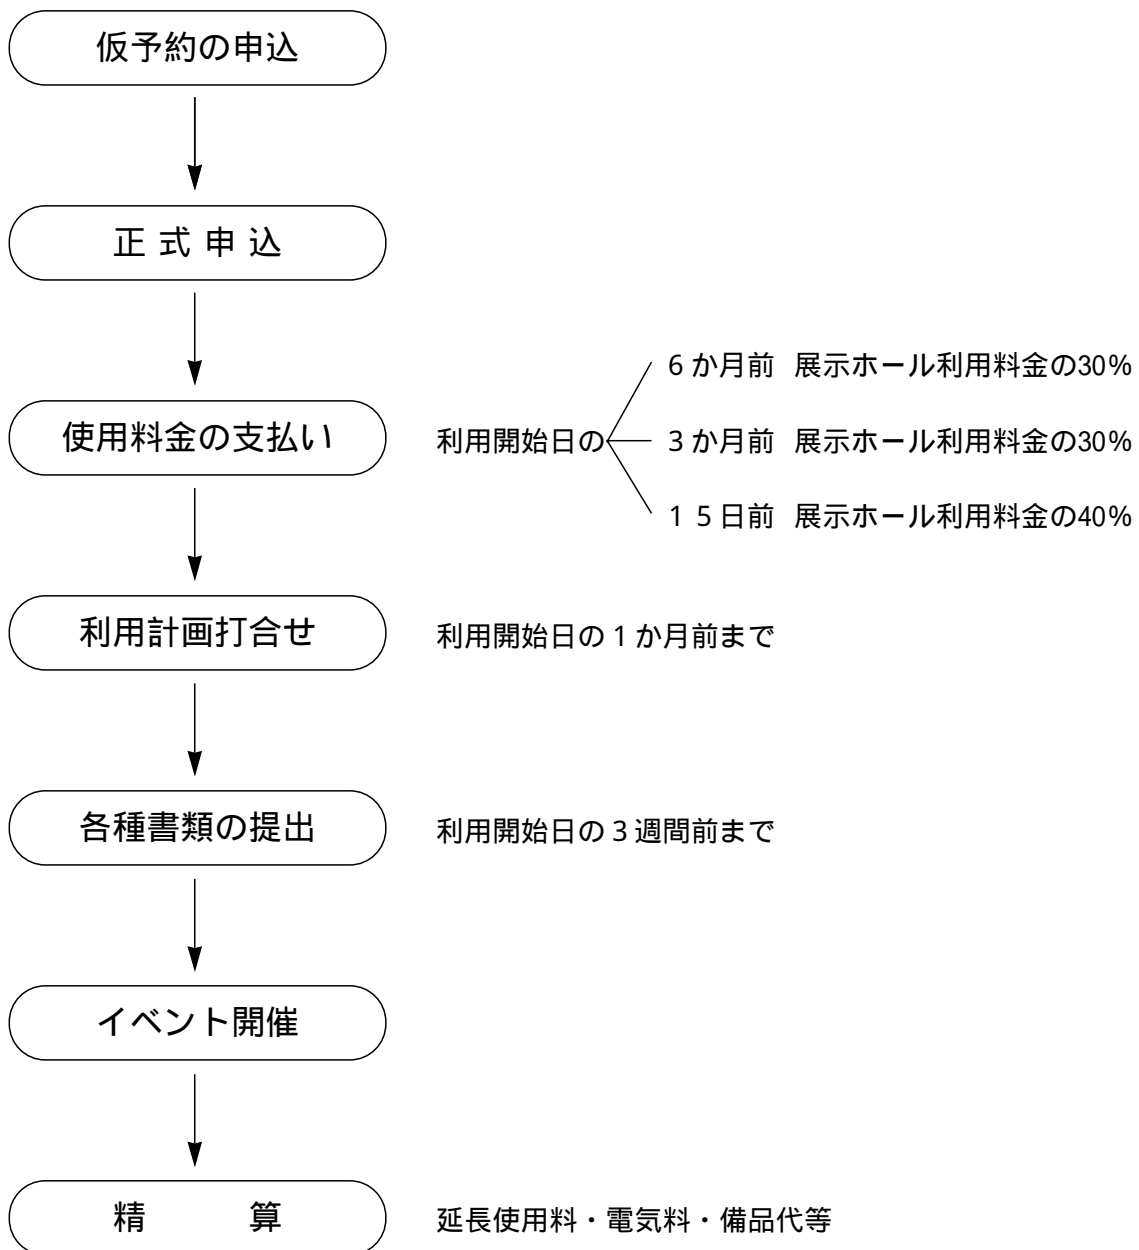 仮予約の申込
正式申込
6か月前 展示ホール利用料金の30%
使用料金の支払い 利用開始日の 3か月前 展示ホール利用料金の30%
15日前 展示ホール利用料金の40%
利用計画打合せ 利用開始日の1か月前まで
各種書類の提出 利用開始日の3週間前まで
イベント開催
精算 延長使用料・電気料・備品代等